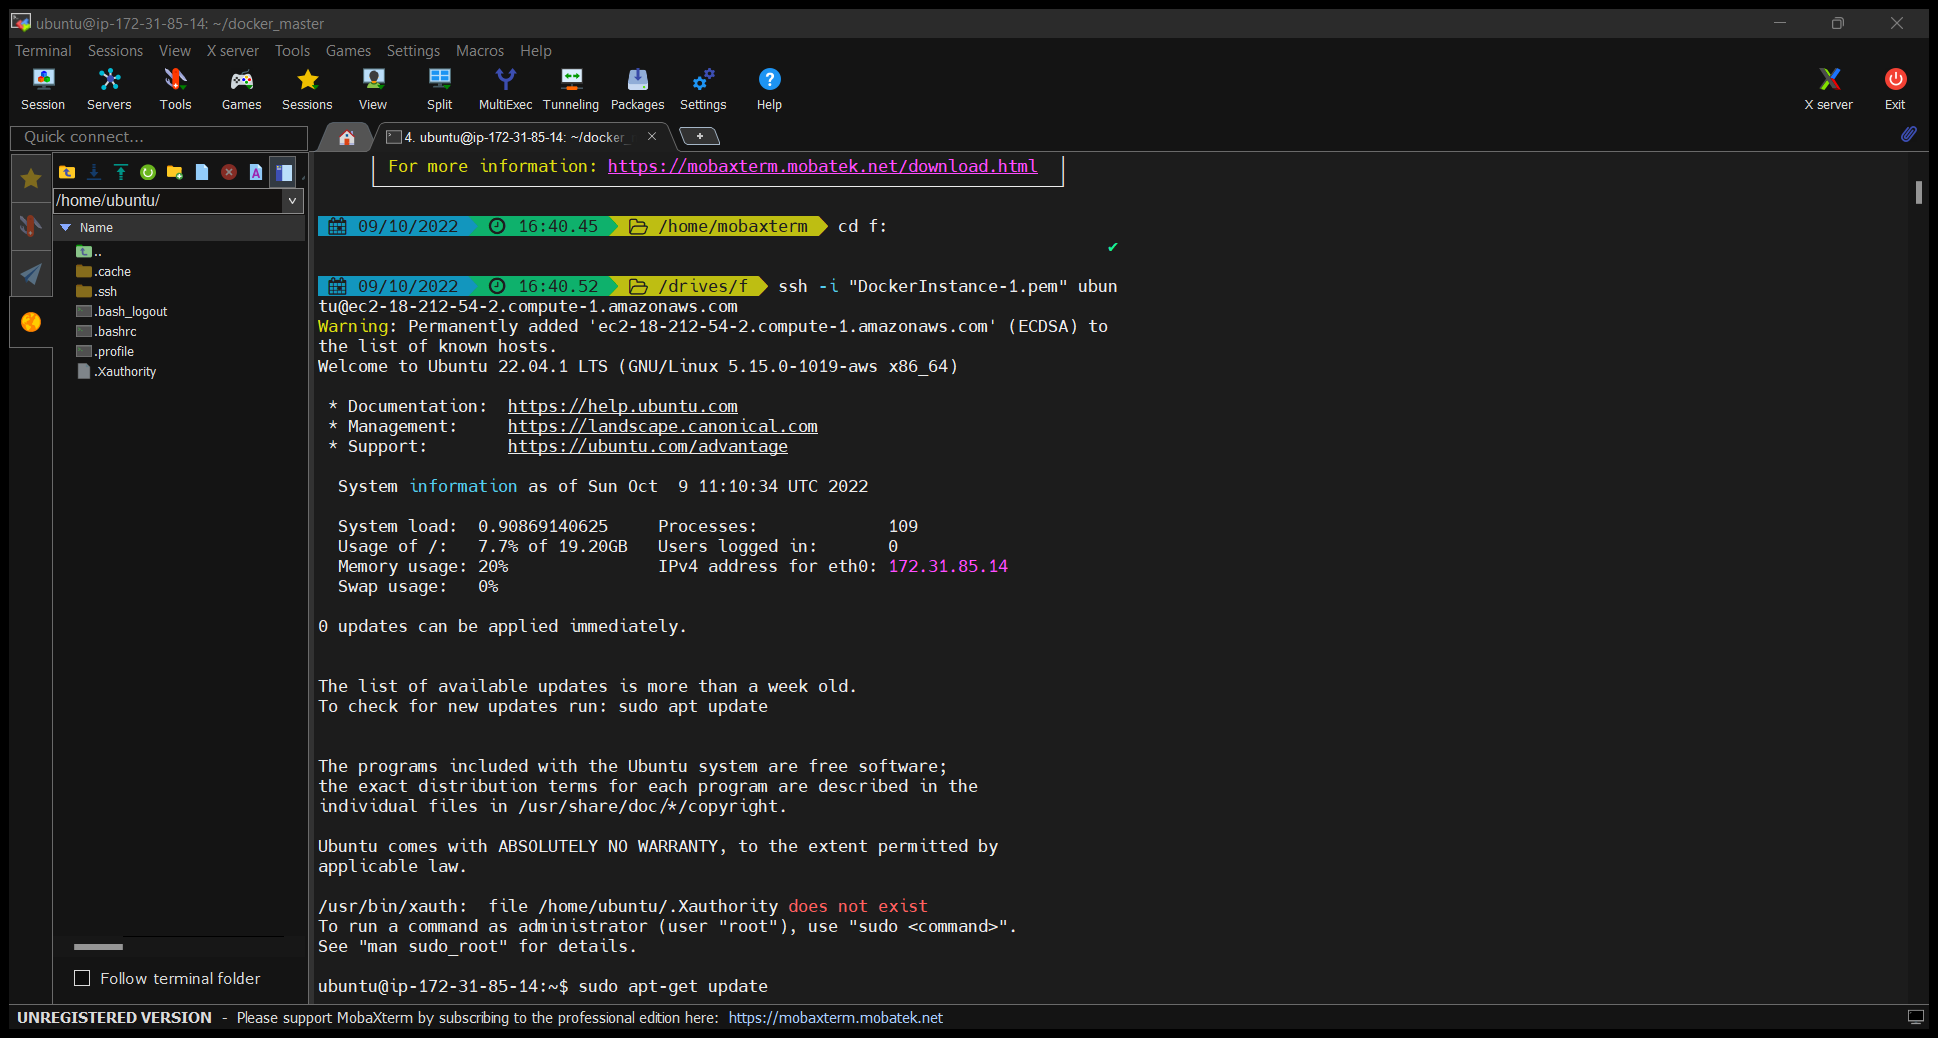 ubuntu@ip-172-31-85-14: ~/docker_master
Terminal Sessions View X server Tools Games Settings Macros Help
Session Servers Tools Games Sessions View Split MultiExec Tunneling Packages Settings Help X server Exit
Quick connect...
4. ubuntu@ip-172-31-85-14: ~/docker_
/home/ubuntu/
Name
..
.cache
.ssh
.bash_logout
.bashrc
.profile
.Xauthority
Follow terminal folder
For more information: https://mobaxterm.mobatek.net/download.html
09/10/2022 16:40.45 /home/mobaxterm cd f:
✔
09/10/2022 16:40.52 /drives/f ssh -i "DockerInstance-1.pem" ubun
tu@ec2-18-212-54-2.compute-1.amazonaws.com
Warning: Permanently added 'ec2-18-212-54-2.compute-1.amazonaws.com' (ECDSA) to
the list of known hosts.
Welcome to Ubuntu 22.04.1 LTS (GNU/Linux 5.15.0-1019-aws x86_64)
* Documentation: https://help.ubuntu.com
* Management: https://landscape.canonical.com
* Support: https://ubuntu.com/advantage
System information as of Sun Oct 9 11:10:34 UTC 2022
System load: 0.90869140625 Processes: 109
Usage of /: 7.7% of 19.20GB Users logged in: 0
Memory usage: 20% IPv4 address for eth0: 172.31.85.14
Swap usage: 0%
0 updates can be applied immediately.
The list of available updates is more than a week old.
To check for new updates run: sudo apt update
The programs included with the Ubuntu system are free software;
the exact distribution terms for each program are described in the
individual files in /usr/share/doc/*/copyright.
Ubuntu comes with ABSOLUTELY NO WARRANTY, to the extent permitted by
applicable law.
/usr/bin/xauth: file /home/ubuntu/.Xauthority does not exist
To run a command as administrator (user "root"), use "sudo <command>".
See "man sudo_root" for details.
ubuntu@ip-172-31-85-14:~$ sudo apt-get update
UNREGISTERED VERSION - Please support MobaXterm by subscribing to the professional edition here: https://mobaxterm.mobatek.net